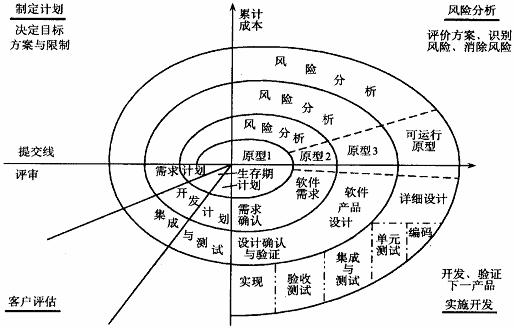 制定计划
决定目标
方案与限制
累计
成本
风险分析
评价方案、识别
风险、消除风险
风险分析
风险分析
风险分析
可运行
原型
原型1
原型2
原型3
提交线
评审
需求计划
生存期
计划
软件
需求
开发计划
需求
确认
软件
产品
设计
详细设计
集成与测试
设计确认
与验证
单元
测试
编码
集成
与
测试
实现
验收
测试
客户评估
开发、验证
下一产品
实施开发